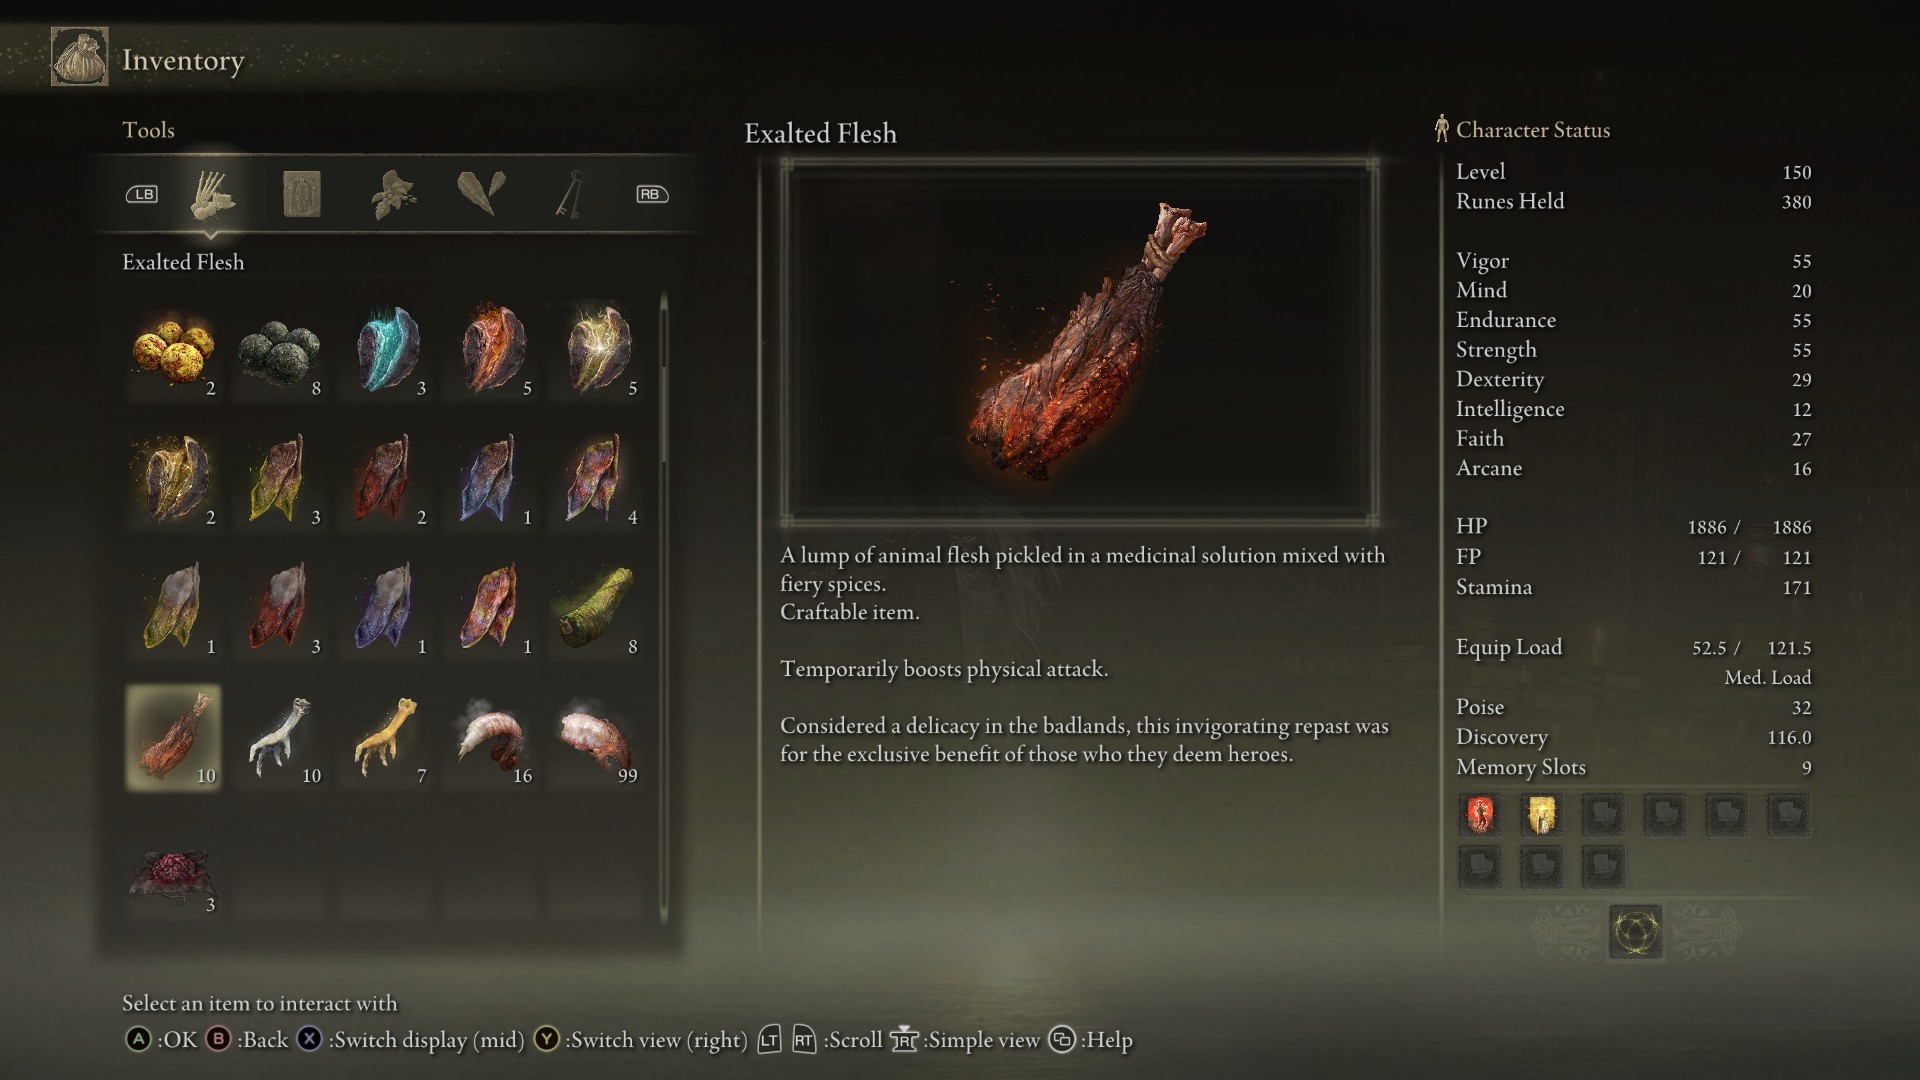 Inventory
Tools
LB
RB
Exalted Flesh
2
8
3
5
5
2
3
2
1
4
1
3
1
1
8
10
10
7
16
99
3
Exalted Flesh
A lump of animal flesh pickled in a medicinal solution mixed with
fiery spices.
Craftable item.
Temporarily boosts physical attack.
Considered a delicacy in the badlands, this invigorating repast was
for the exclusive benefit of those who they deem heroes.
Character Status
Level 150
Runes Held 380
Vigor 55
Mind 20
Endurance 55
Strength 55
Dexterity 29
Intelligence 12
Faith 27
Arcane 16
HP 1886 / 1886
FP 121 / 121
Stamina 171
Equip Load 52.5 / 121.5
Med. Load
Poise 32
Discovery 116.0
Memory Slots 9
Select an item to interact with
A :OK B :Back X :Switch display (mid) Y :Switch view (right) LT RT :Scroll R :Simple view :Help